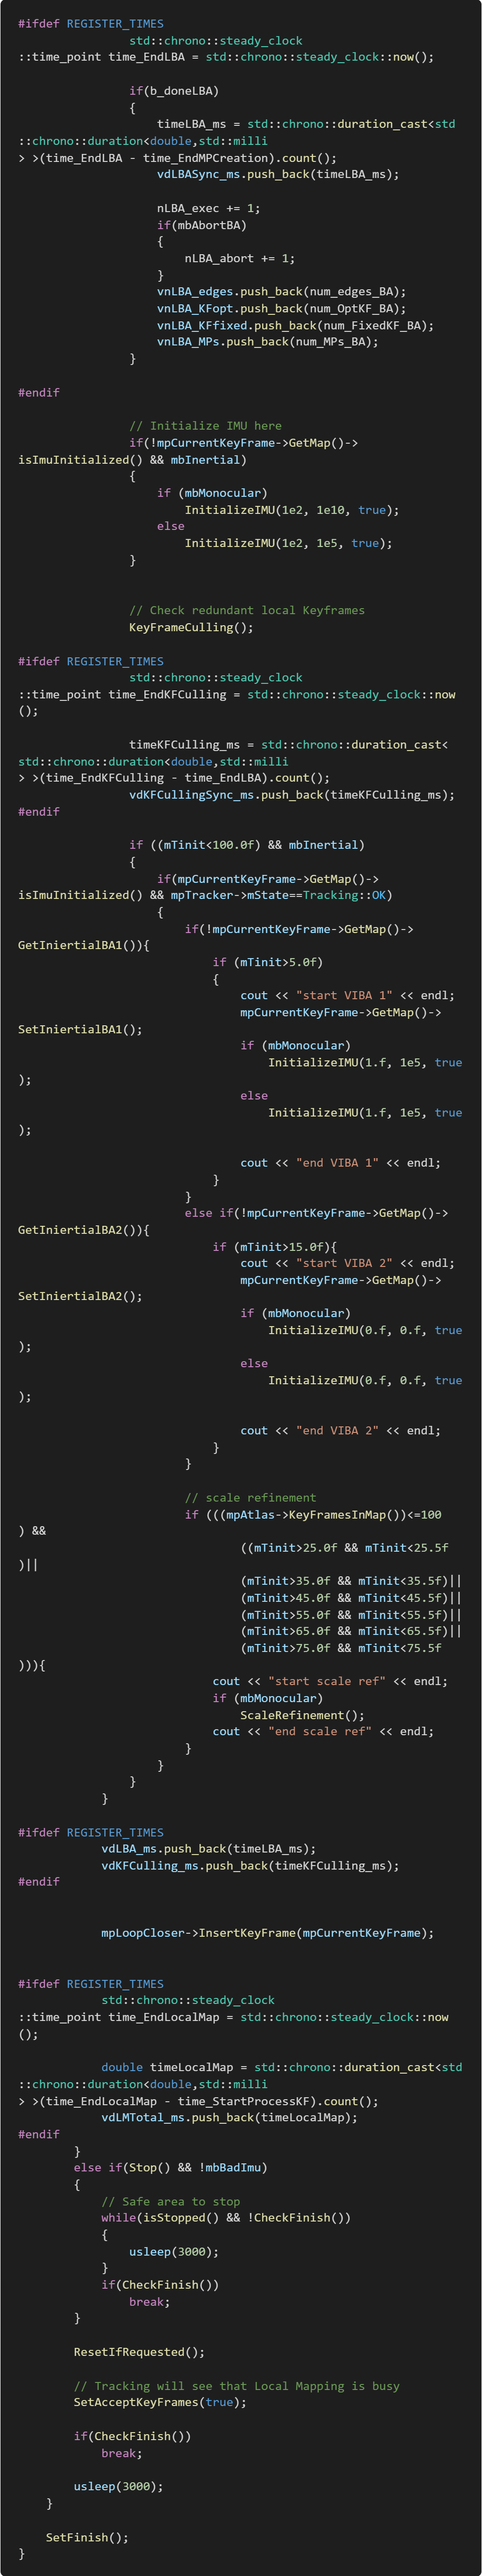 #ifdef REGISTER_TIMES
                std::chrono::steady_clock
::time_point time_EndLBA = std::chrono::steady_clock::now();

                if(b_doneLBA)
                {
                    timeLBA_ms = std::chrono::duration_cast<std
::chrono::duration<double,std::milli
> >(time_EndLBA - time_EndMPCreation).count();
                    vdLBASync_ms.push_back(timeLBA_ms);

                    nLBA_exec += 1;
                    if(mbAbortBA)
                    {
                        nLBA_abort += 1;
                    }
                    vnLBA_edges.push_back(num_edges_BA);
                    vnLBA_KFopt.push_back(num_OptKF_BA);
                    vnLBA_KFfixed.push_back(num_FixedKF_BA);
                    vnLBA_MPs.push_back(num_MPs_BA);
                }

#endif

                // Initialize IMU here
                if(!mpCurrentKeyFrame->GetMap()->
isImuInitialized() && mbInertial)
                {
                    if (mbMonocular)
                        InitializeIMU(1e2, 1e10, true);
                    else
                        InitializeIMU(1e2, 1e5, true);
                }


                // Check redundant local Keyframes
                KeyFrameCulling();

#ifdef REGISTER_TIMES
                std::chrono::steady_clock
::time_point time_EndKFCulling = std::chrono::steady_clock::now
();

                timeKFCulling_ms = std::chrono::duration_cast<
std::chrono::duration<double,std::milli
> >(time_EndKFCulling - time_EndLBA).count();
                vdKFCullingSync_ms.push_back(timeKFCulling_ms);
#endif

                if ((mTinit<100.0f) && mbInertial)
                {
                    if(mpCurrentKeyFrame->GetMap()->
isImuInitialized() && mpTracker->mState==Tracking::OK)
                    {
                        if(!mpCurrentKeyFrame->GetMap()->
GetIniertialBA1()){
                            if (mTinit>5.0f)
                            {
                                cout << "start VIBA 1" << endl;
                                mpCurrentKeyFrame->GetMap()->
SetIniertialBA1();
                                if (mbMonocular)
                                    InitializeIMU(1.f, 1e5, true
);
                                else
                                    InitializeIMU(1.f, 1e5, true
);

                                cout << "end VIBA 1" << endl;
                            }
                        }
                        else if(!mpCurrentKeyFrame->GetMap()->
GetIniertialBA2()){
                            if (mTinit>15.0f){
                                cout << "start VIBA 2" << endl;
                                mpCurrentKeyFrame->GetMap()->
SetIniertialBA2();
                                if (mbMonocular)
                                    InitializeIMU(0.f, 0.f, true
);
                                else
                                    InitializeIMU(0.f, 0.f, true
);

                                cout << "end VIBA 2" << endl;
                            }
                        }

                        // scale refinement
                        if (((mpAtlas->KeyFramesInMap())<=100
) &&
                                ((mTinit>25.0f && mTinit<25.5f
)||
                                (mTinit>35.0f && mTinit<35.5f)||
                                (mTinit>45.0f && mTinit<45.5f)||
                                (mTinit>55.0f && mTinit<55.5f)||
                                (mTinit>65.0f && mTinit<65.5f)||
                                (mTinit>75.0f && mTinit<75.5f
))){
                            cout << "start scale ref" << endl;
                            if (mbMonocular)
                                ScaleRefinement();
                            cout << "end scale ref" << endl;
                        }
                    }
                }
            }

#ifdef REGISTER_TIMES
            vdLBA_ms.push_back(timeLBA_ms);
            vdKFCulling_ms.push_back(timeKFCulling_ms);
#endif


            mpLoopCloser->InsertKeyFrame(mpCurrentKeyFrame);


#ifdef REGISTER_TIMES
            std::chrono::steady_clock
::time_point time_EndLocalMap = std::chrono::steady_clock::now
();

            double timeLocalMap = std::chrono::duration_cast<std
::chrono::duration<double,std::milli
> >(time_EndLocalMap - time_StartProcessKF).count();
            vdLMTotal_ms.push_back(timeLocalMap);
#endif
        }
        else if(Stop() && !mbBadImu)
        {
            // Safe area to stop
            while(isStopped() && !CheckFinish())
            {
                usleep(3000);
            }
            if(CheckFinish())
                break;
        }

        ResetIfRequested();

        // Tracking will see that Local Mapping is busy
        SetAcceptKeyFrames(true);

        if(CheckFinish())
            break;

        usleep(3000);
    }

    SetFinish();
}